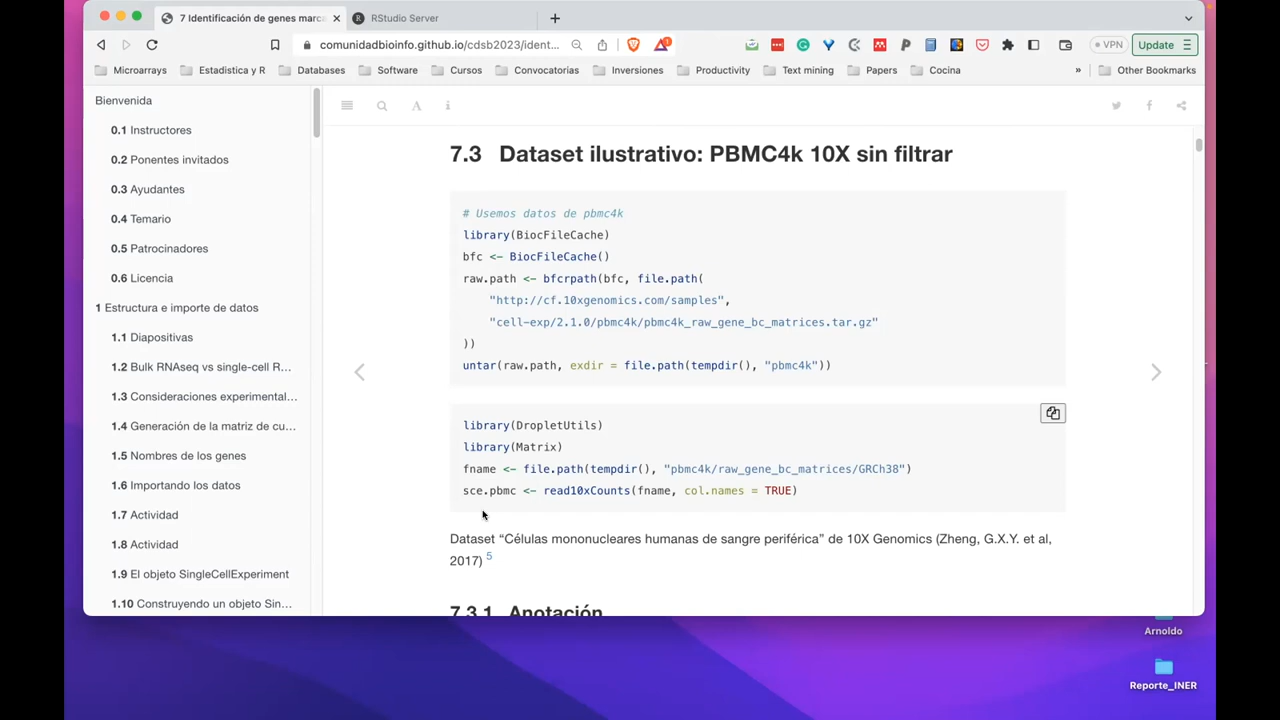 7 Identificación de genes marca
RStudio Server
comunidadbioinfo.github.io/cdsb2023/ident...
1
VPN
Update
Microarrays
Estadistica y R
Databases
Software
Cursos
Convocatorias
Inversiones
Productivity
Text mining
Papers
Cocina
»
Other Bookmarks
Bienvenida
0.1 Instructores
0.2 Ponentes invitados
0.3 Ayudantes
0.4 Temario
0.5 Patrocinadores
0.6 Licencia
1 Estructura e importe de datos
1.1 Diapositivas
1.2 Bulk RNAseq vs single-cell R...
1.3 Consideraciones experimental...
1.4 Generación de la matriz de cu...
1.5 Nombres de los genes
1.6 Importando los datos
1.7 Actividad
1.8 Actividad
1.9 El objeto SingleCellExperiment
1.10 Construyendo un objeto Sin...
7.3 Dataset ilustrativo: PBMC4k 10X sin filtrar
# Usemos datos de pbmc4k
library(BiocFileCache)
bfc <- BiocFileCache()
raw.path <- bfcrpath(bfc, file.path(
"http://cf.10xgenomics.com/samples",
"cell-exp/2.1.0/pbmc4k/pbmc4k_raw_gene_bc_matrices.tar.gz"
))
untar(raw.path, exdir = file.path(tempdir(), "pbmc4k"))
library(DropletUtils)
library(Matrix)
fname <- file.path(tempdir(), "pbmc4k/raw_gene_bc_matrices/GRCh38")
sce.pbmc <- read10xCounts(fname, col.names = TRUE)
Dataset “Células mononucleares humanas de sangre periférica” de 10X Genomics (Zheng, G.X.Y. et al,
2017) 5
7.3.1 Anotación
Arnoldo
Reporte_INER